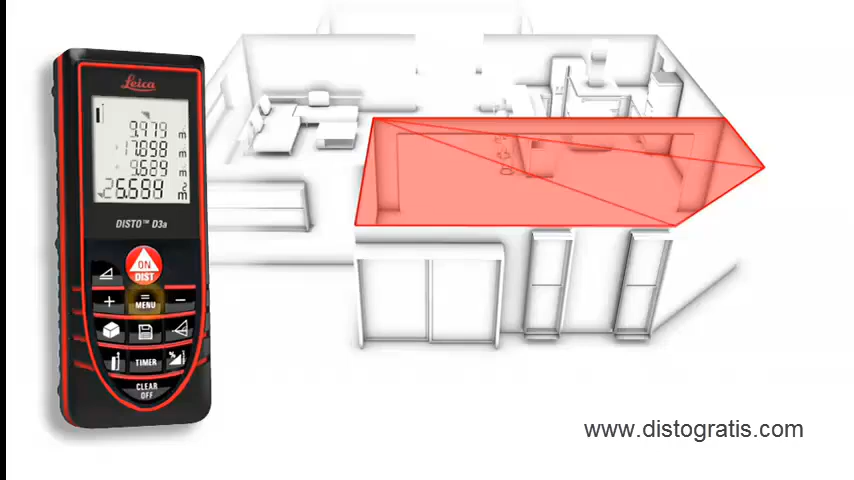 Leica
9.979 m
17.898 m
9.689 m
26.684 m²
DISTO™ D3a
ON
DIST
+
=
MENU
−
TIMER
CLEAR
OFF
www.distogratis.com